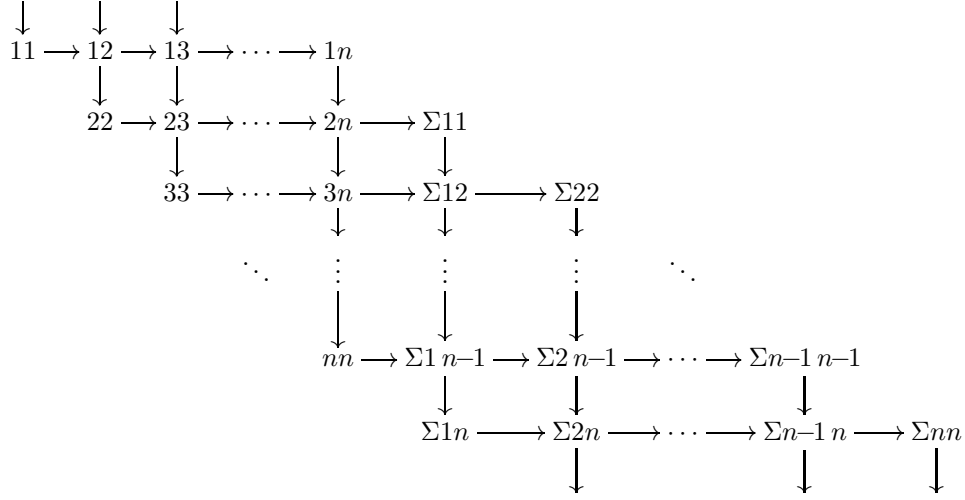 11 → 12 → 13 → ⋯ → 1n
22 → 23 → ⋯ → 2n → Σ11
33 → ⋯ → 3n → Σ12 → Σ22
⋱ ⋮ ⋮ ⋮ ⋱
nn → Σ1 n−1 → Σ2 n−1 → ⋯ → Σn−1 n−1
Σ1n → Σ2n → ⋯ → Σn−1 n → Σnn